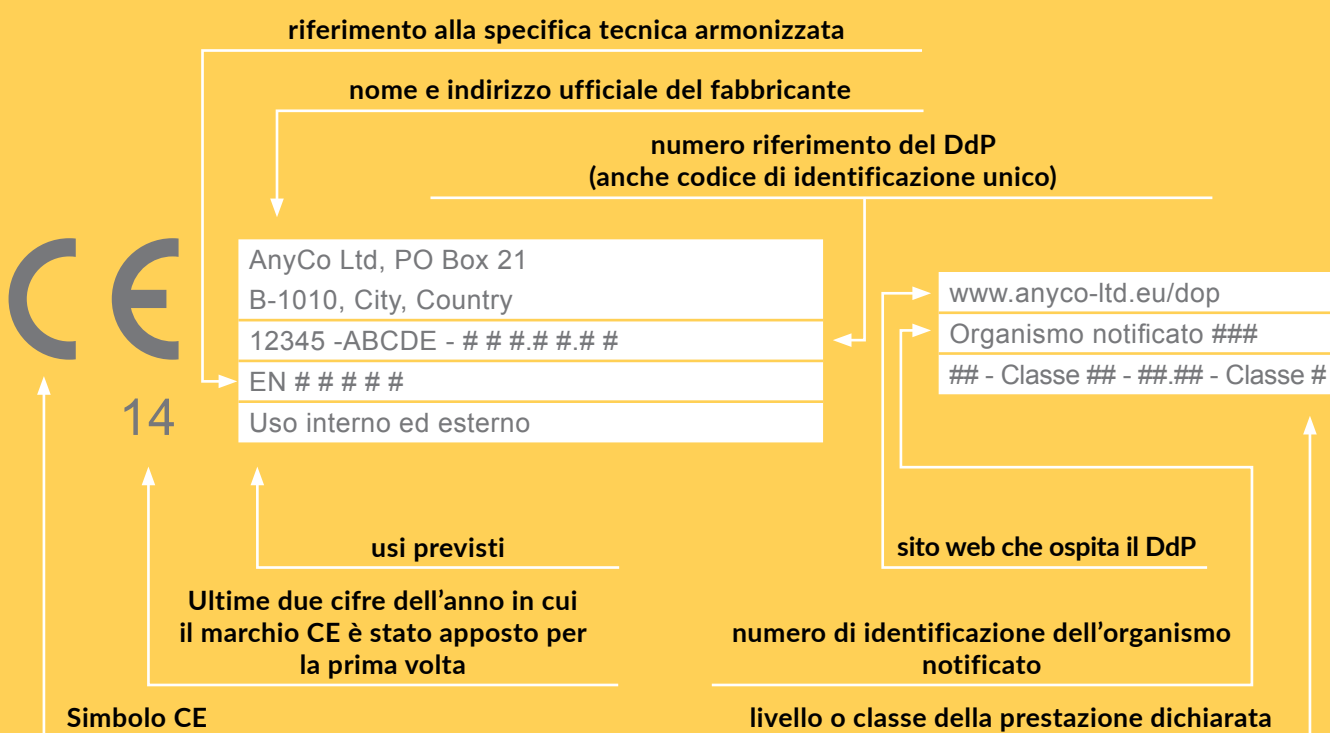 riferimento alla specifica tecnica armonizzata
nome e indirizzo ufficiale del fabbricante
numero riferimento del DdP
(anche codice di identificazione unico)
CE
14
AnyCo Ltd, PO Box 21
B-1010, City, Country
12345 -ABCDE - # # #.# #.# #
EN # # # # #
Uso interno ed esterno
www.anyco-ltd.eu/dop
Organismo notificato ###
## - Classe ## - ##.## - Classe #
usi previsti
sito web che ospita il DdP
Ultime due cifre dell’anno in cui
il marchio CE è stato apposto per
la prima volta
numero di identificazione dell’organismo
notificato
Simbolo CE
livello o classe della prestazione dichiarata